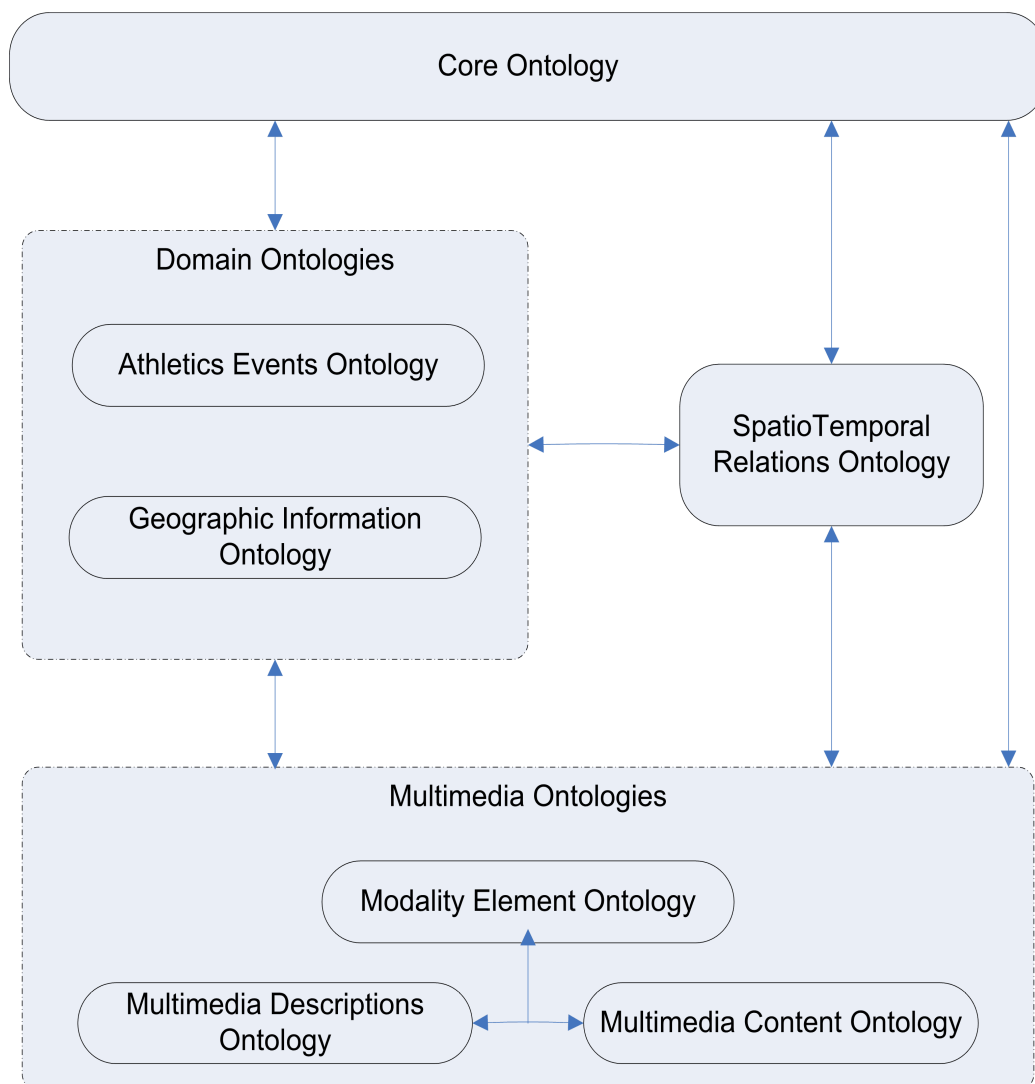 Core Ontology
Domain Ontologies
Athletics Events Ontology
SpatioTemporal
Relations Ontology
Geographic Information
Ontology
Multimedia Ontologies
Modality Element Ontology
Multimedia Descriptions
Ontology
Multimedia Content Ontology